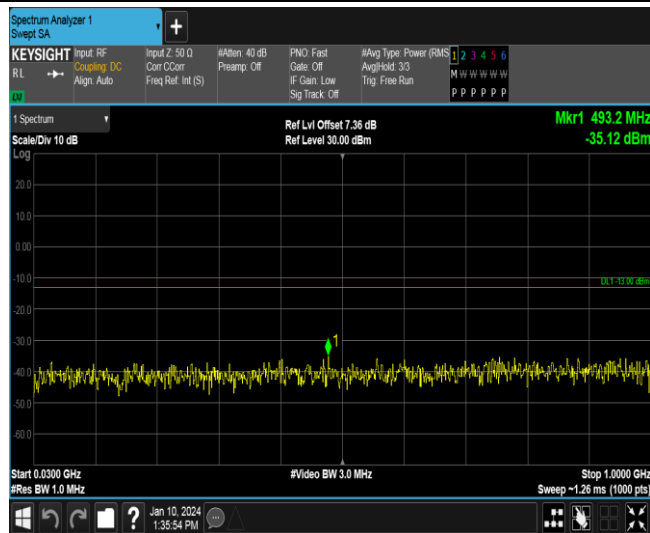 Spectrum Analyzer 1
Swept SA
KEYSIGHT Input: RF Input Z: 50 Ω #Atten: 40 dB PNO: Fast #Avg Type: Power (RMS 1 2 3 4 5 6
RL Coupling: DC Corr CCorr Preamp: Off Gate: Off Avg|Hold: 3/3 M W W W W W
Align: Auto Freq Ref: Int (S) IF Gain: Low Trig: Free Run
Sig Track: Off P P P P P P
1 Spectrum Ref Lvl Offset 7.36 dB Mkr1 493.2 MHz
Scale/Div 10 dB Ref Level 30.00 dBm -35.12 dBm
Log
20.0
10.0
0.00
-10.0 DL1 -13.00 dBm
-20.0
-30.0 1
-40.0
-50.0
-60.0
Start 0.0300 GHz #Video BW 3.0 MHz Stop 1.0000 GHz
#Res BW 1.0 MHz Sweep ~1.26 ms (1000 pts)
Jan 10, 2024
1:35:54 PM